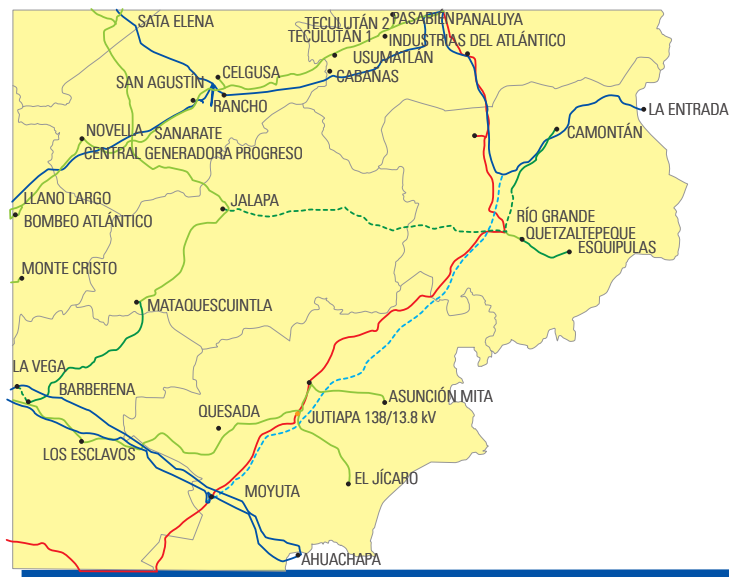 SATA ELENA
TECULUTÁN 2
PASABIEN
PANALUYA
TECULUTÁN 1
INDUSTRIAS DEL ATLÁNTICO
USUMATLÁN
CABANAS
CELGUSA
SAN AGUSTÍN
RANCHO
LA ENTRADA
CAMONTÁN
NOVELLA
SANARATE
CENTRAL GENERADORA PROGRESO
LLANO LARGO
BOMBEO ATLÁNTICO
JALAPA
RÍO GRANDE
QUETZALTEPEQUE
ESQUIPULAS
MONTE CRISTO
MATAQUESCUINTLA
LA VEGA
BARBERENA
ASUNCIÓN MITA
QUESADA
JUTIAPA 138/13.8 kV
LOS ESCLAVOS
EL JÍCARO
MOYUTA
AHUACHAPA